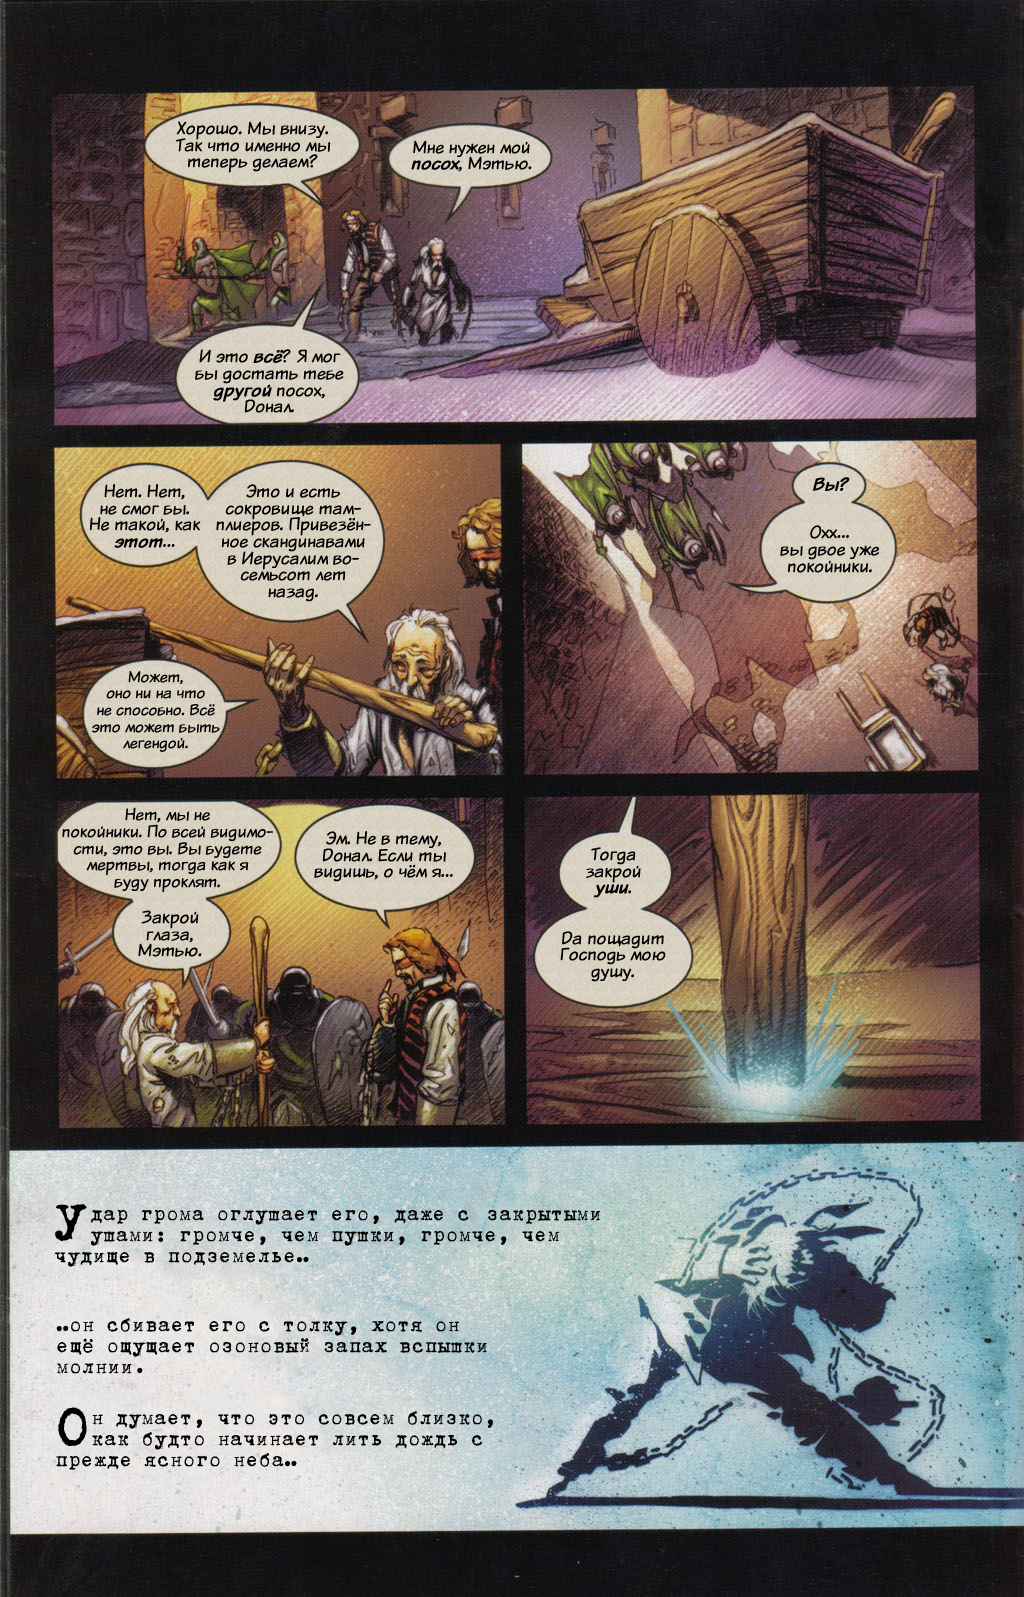 Хорошо. Мы внизу.
Так что именно мы
теперь делаем?
Мне нужен мой
посох, Мэтью.
И это всё? Я мог
бы достать тебе
другой посох,
Донал.
Нет. Нет,
не смог бы.
Не такой, как
этот...
Это и есть
сокровище там-
плиеров. Привезён-
ное скандинавами
в Иерусалим во-
семьсот лет
назад.
Может,
оно ни на что
не способно. Всё
это может быть
легендой.
Вы?
Охх...
вы двое уже
покойники.
Нет, мы не
покойники. По всей видимо-
сти, это вы. Вы будете
мертвы, тогда как я
буду проклят.
Закрой
глаза,
Мэтью.
Эм. Не в тему,
Донал. Если ты
видишь, о чём я...
Тогда
закрой
уши.
Да пощадит
Господь мою
душу.
Удар грома оглушает его, даже с закрытыми
ушами: громче, чем пушки, громче, чем
чудище в подземелье..
..он сбивает его с толку, хотя он
ещё ощущает озоновый запах вспышки
молнии.
Он думает, что это совсем близко,
как будто начинает лить дождь с
прежде ясного неба..